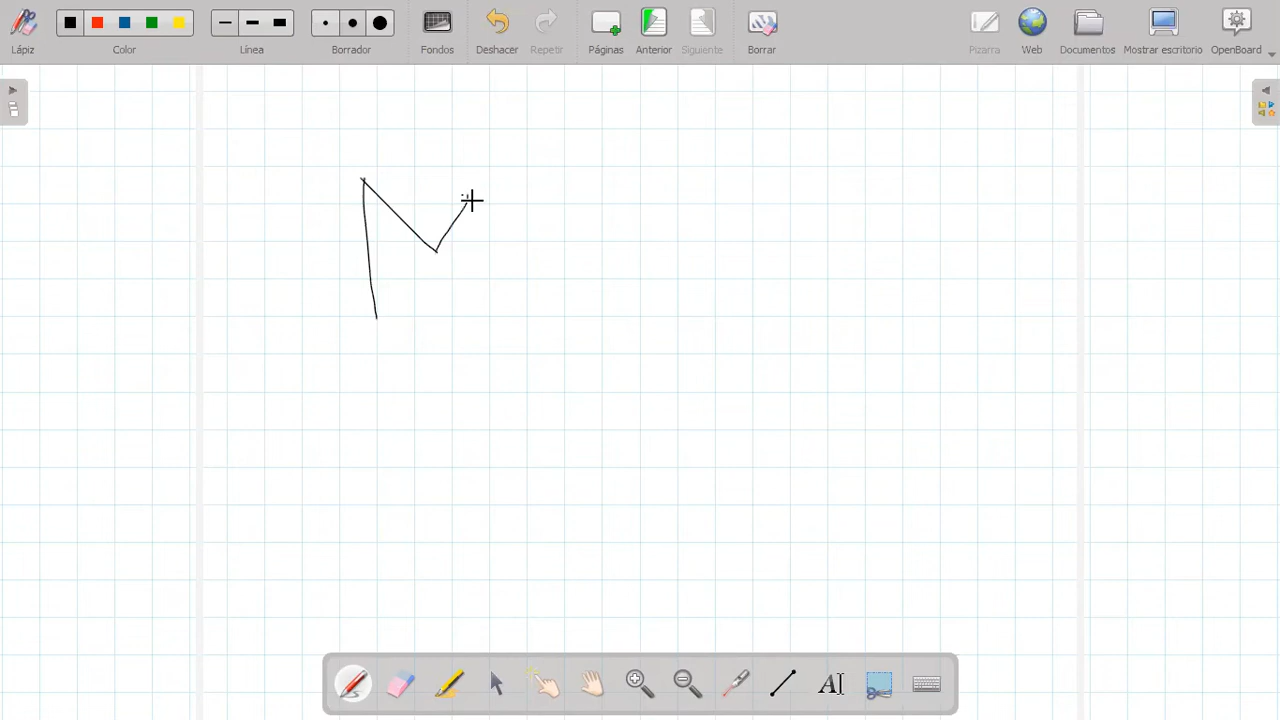 Lápiz Color Línea Borrador Fondos Deshacer Repetir Páginas Anterior Siguiente Borrar Pizarra Web Documentos Mostrar escritorio OpenBoard